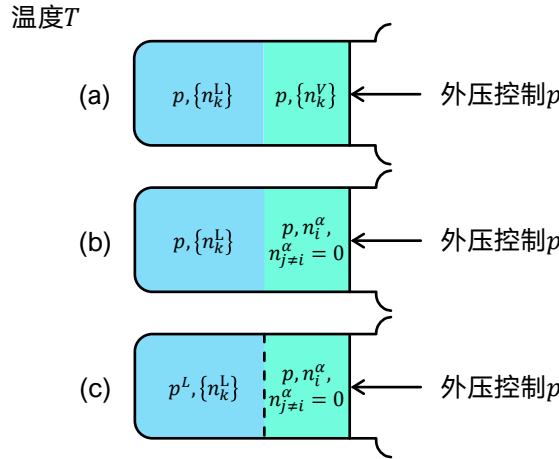 温度T
(a) p, {n_k^L} p, {n_k^V} 外压控制p
(b) p, {n_k^L} p, n_i^α, 外压控制p
n_{j≠i}^α = 0
(c) p^L, {n_k^L} p, n_i^α, 外压控制p
n_{j≠i}^α = 0